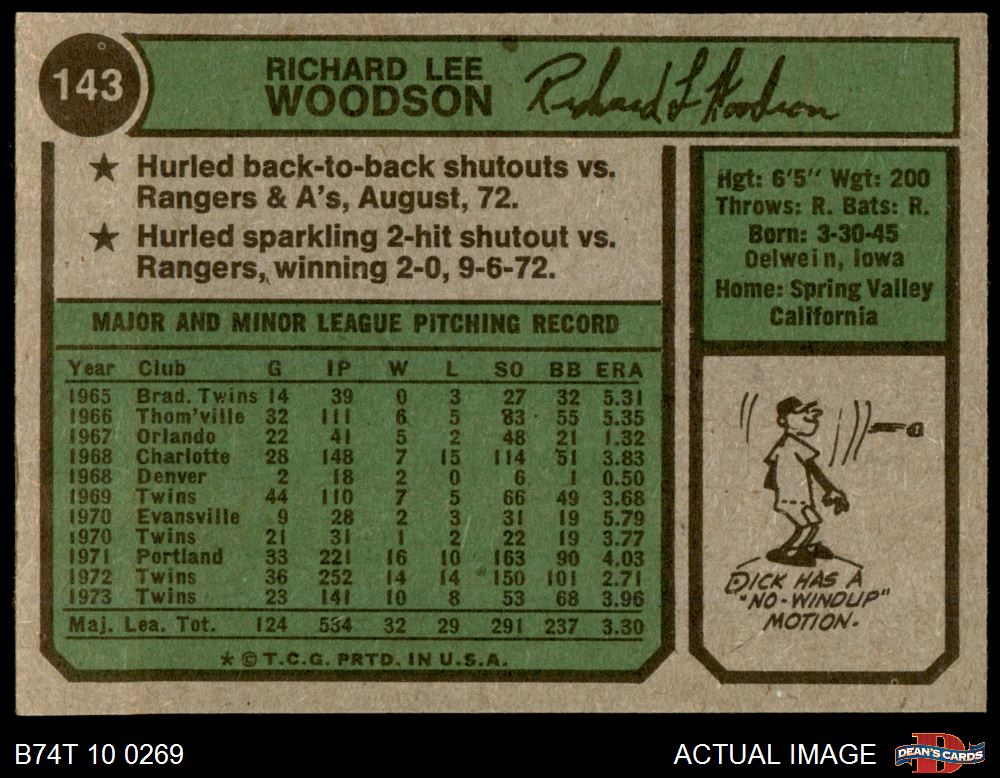 143
RICHARD LEE
WOODSON
Richard L Woodson
★ Hurled back-to-back shutouts vs.
Rangers & A's, August, 72.
★ Hurled sparkling 2-hit shutout vs.
Rangers, winning 2-0, 9-6-72.
Hgt: 6'5" Wgt: 200
Throws: R. Bats: R.
Born: 3-30-45
Oelwein, Iowa
Home: Spring Valley
California
MAJOR AND MINOR LEAGUE PITCHING RECORD
Year Club G IP W L SO BB ERA
1965 Brad. Twins 14 39 0 3 27 32 5.31
1966 Thom'ville 32 111 6 5 83 55 5.35
1967 Orlando 22 41 5 2 48 21 1.32
1968 Charlotte 28 148 7 15 114 51 3.83
1968 Denver 2 18 2 0 6 1 0.50
1969 Twins 44 110 7 5 66 49 3.68
1970 Evansville 9 28 2 3 31 19 5.79
1970 Twins 21 31 1 2 22 19 3.77
1971 Portland 33 221 16 10 163 90 4.03
1972 Twins 36 252 14 14 150 101 2.71
1973 Twins 23 141 10 8 53 68 3.96
Maj. Lea. Tot. 124 534 32 29 291 237 3.30
★ © T.C.G. PRTD. IN U.S.A.
DICK HAS A
"NO-WINDUP"
MOTION.
B74T 10 0269
ACTUAL IMAGE
DEAN'S CARDS